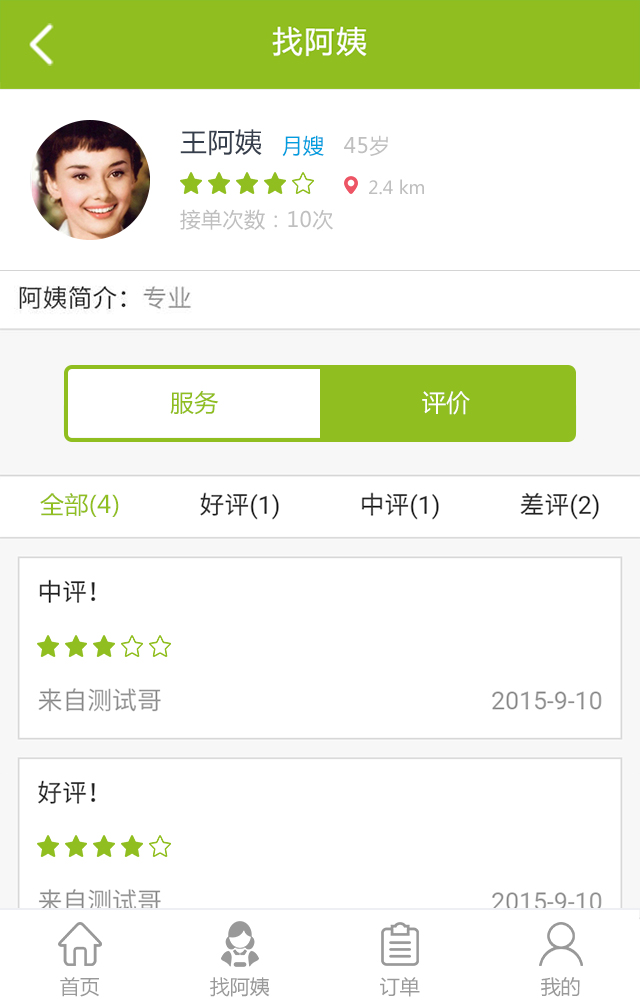 找阿姨
王阿姨 月嫂 45岁
2.4 km
接单次数：10次
阿姨简介：专业
服务 评价
全部(4) 好评(1) 中评(1) 差评(2)
中评！
来自测试哥 2015-9-10
好评！
来自测试哥 2015-9-10
首页 找阿姨 订单 我的